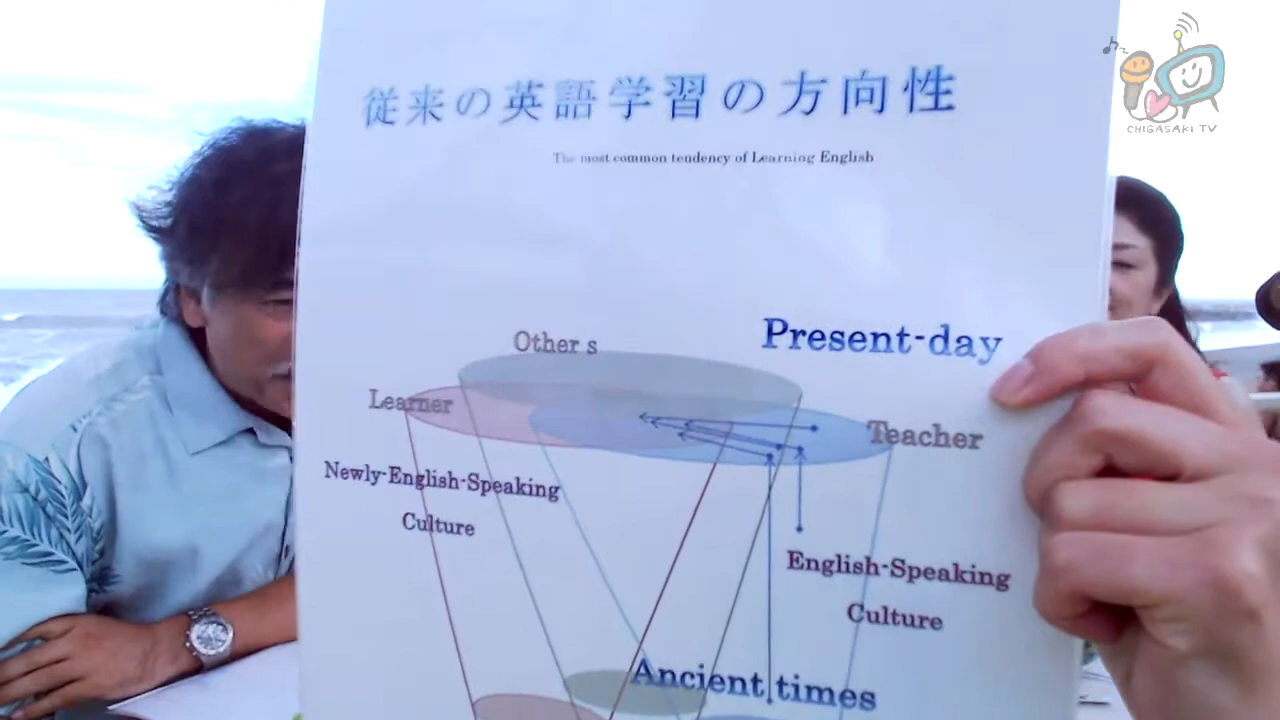 CHIGASAKI TV
従来の英語学習の方向性
The most common tendency of Learning English
Present-day
Other s
Learner
Teacher
Newly-English-Speaking
Culture
English-Speaking
Culture
Ancient times